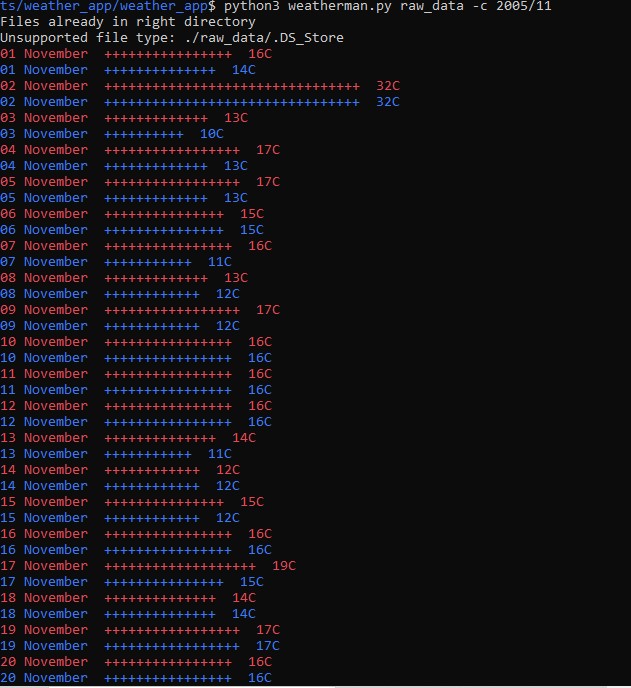 ts/weather_app/weather_app$ python3 weatherman.py raw_data -c 2005/11
Files already in right directory
Unsupported file type: ./raw_data/.DS_Store
01 November  ++++++++++++++++  16C
01 November  ++++++++++++++  14C
02 November  ++++++++++++++++++++++++++++++++  32C
02 November  ++++++++++++++++++++++++++++++++  32C
03 November  +++++++++++++  13C
03 November  ++++++++++  10C
04 November  +++++++++++++++++  17C
04 November  +++++++++++++  13C
05 November  +++++++++++++++++  17C
05 November  +++++++++++++  13C
06 November  +++++++++++++++  15C
06 November  +++++++++++++++  15C
07 November  ++++++++++++++++  16C
07 November  +++++++++++  11C
08 November  +++++++++++++  13C
08 November  ++++++++++++  12C
09 November  +++++++++++++++++  17C
09 November  ++++++++++++  12C
10 November  ++++++++++++++++  16C
10 November  ++++++++++++++++  16C
11 November  ++++++++++++++++  16C
11 November  ++++++++++++++++  16C
12 November  ++++++++++++++++  16C
12 November  ++++++++++++++++  16C
13 November  ++++++++++++++  14C
13 November  +++++++++++  11C
14 November  ++++++++++++  12C
14 November  ++++++++++++  12C
15 November  +++++++++++++++  15C
15 November  ++++++++++++  12C
16 November  ++++++++++++++++  16C
16 November  ++++++++++++++++  16C
17 November  +++++++++++++++++++  19C
17 November  +++++++++++++++  15C
18 November  ++++++++++++++  14C
18 November  ++++++++++++++  14C
19 November  +++++++++++++++++  17C
19 November  +++++++++++++++++  17C
20 November  ++++++++++++++++  16C
20 November  ++++++++++++++++  16C